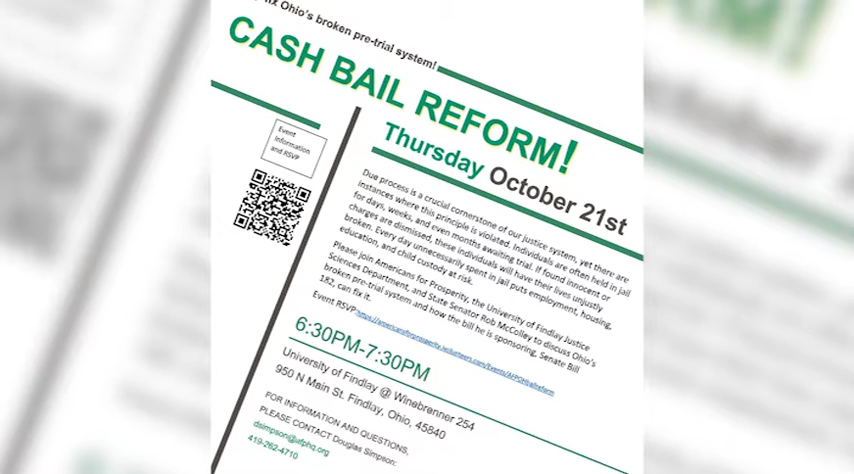 fix Ohio's broken pre-trial system!
CASH BAIL REFORM!
Thursday October 21st
Event
Information
and RSVP
Due process is a crucial cornerstone of our justice system, yet there are
instances where this principle is violated. Individuals are often held in jail
for days, weeks, and even months awaiting trial. If found innocent or
charges are dismissed, these individuals will have their lives unjustly
broken. Every day unnecessarily spent in jail puts employment, housing,
education, and child custody at risk.
Please join Americans for Prosperity, the University of Findlay Justice
Sciences Department, and State Senator Rob McColley to discuss Ohio's
broken pre-trial system and how the bill he is sponsoring, Senate Bill
182, can fix it.
Event RSVP:
6:30PM-7:30PM
University of Findlay @ Winebrenner 254
950 N Main St. Findlay, Ohio, 45840
FOR INFORMATION AND QUESTIONS,
PLEASE CONTACT Douglas Simpson:
dsimpson@afphq.org
419-262-4710